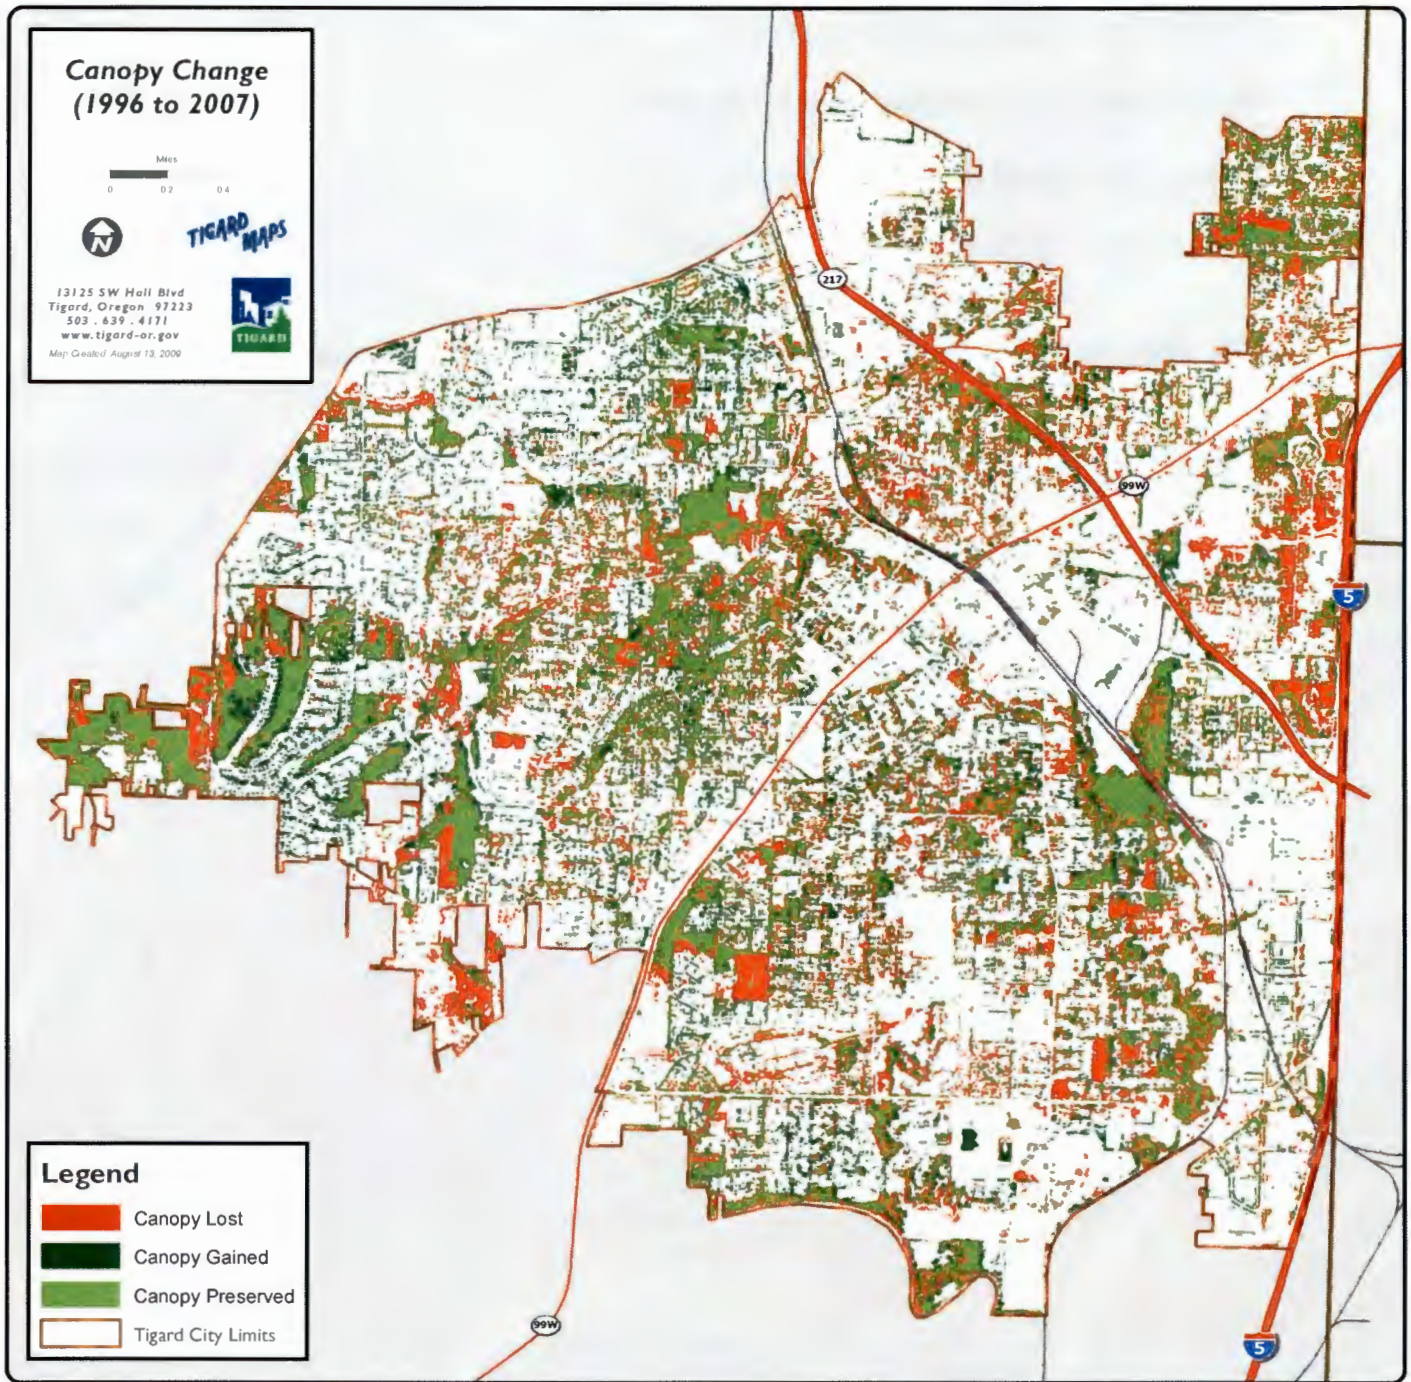 Canopy Change
(1996 to 2007)
Miles
0 0.2 0.4
N
TIGARD
MAPS
13125 SW Hall Blvd
Tigard, Oregon 97223
503.639.4171
www.tigard-or.gov
Map Created August 13, 2009
TIGARD
217
99W
5
99W
5
Legend
Canopy Lost
Canopy Gained
Canopy Preserved
Tigard City Limits